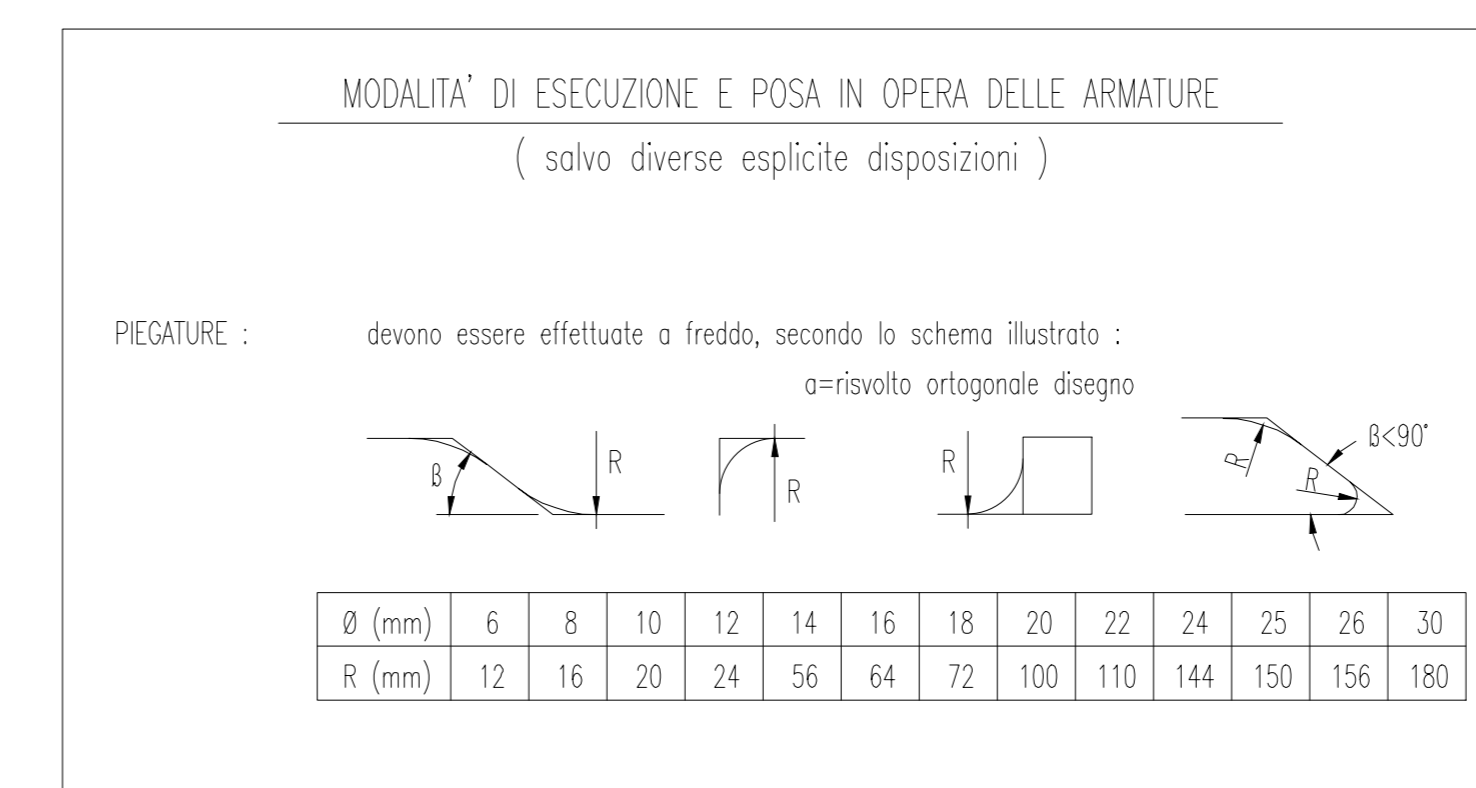 MODALITA' DI ESECUZIONE E POSA IN OPERA DELLE ARMATURE
( salvo diverse esplicite disposizioni )
PIEGATURE : devono essere effettuate a freddo, secondo lo schema illustrato :
a=risvolto ortogonale disegno
β R R R R R β<90°
Ø (mm) 6 8 10 12 14 16 18 20 22 24 25 26 30
R (mm) 12 16 20 24 56 64 72 100 110 144 150 156 180